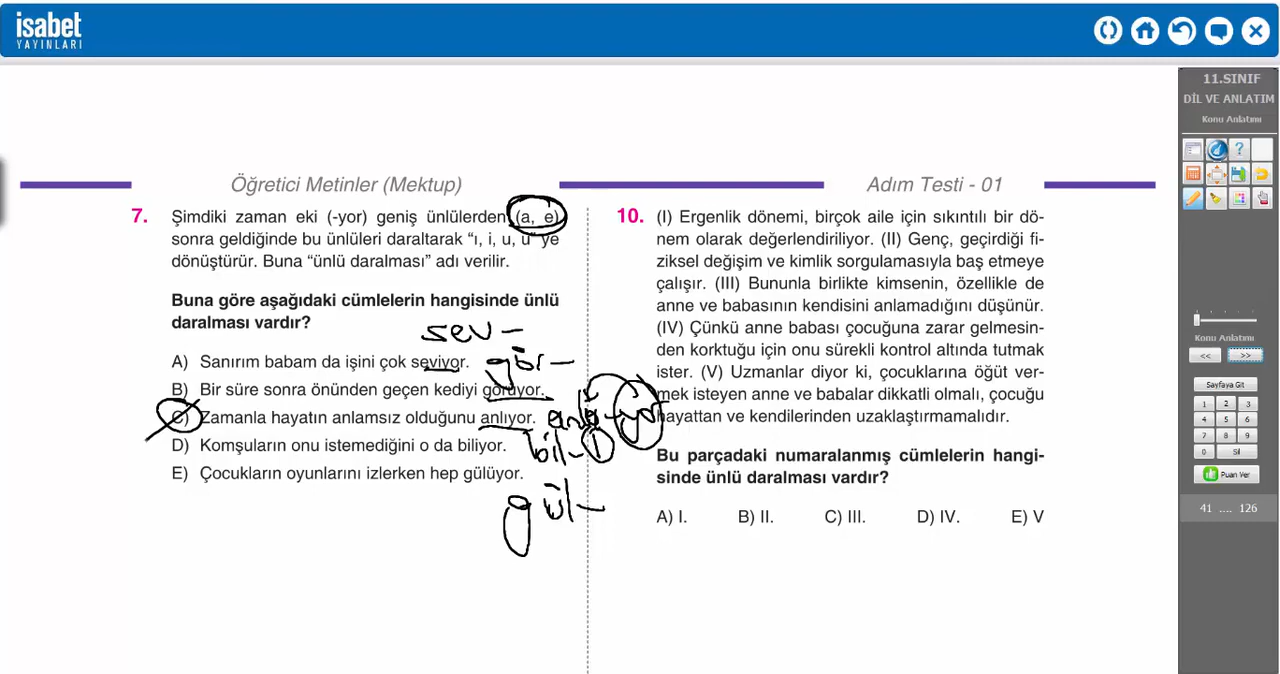 isabet
YAYINLARI
11.SINIF
DİL VE ANLATIM
Konu Anlatımı
Öğretici Metinler (Mektup)
Adım Testi - 01
7. Şimdiki zaman eki (-yor) geniş ünlülerden (a, e)
sonra geldiğinde bu ünlüleri daraltarak “ı, i, u, ü” ye
dönüştürür. Buna “ünlü daralması” adı verilir.
Buna göre aşağıdaki cümlelerin hangisinde ünlü
daralması vardır?
sev-
A) Sanırım babam da işini çok seviyor.
gör-
B) Bir süre sonra önünden geçen kediyi görüyor.
C) Zamanla hayatın anlamsız olduğunu anlıyor.
anla-yor
D) Komşuların onu istemediğini o da biliyor.
bil- ı
E) Çocukların oyunlarını izlerken hep gülüyor.
gül-
10. (I) Ergenlik dönemi, birçok aile için sıkıntılı bir dö-
nem olarak değerlendiriliyor. (II) Genç, geçirdiği fi-
ziksel değişim ve kimlik sorgulamasıyla baş etmeye
çalışır. (III) Bununla birlikte kimsenin, özellikle de
anne ve babasının kendisini anlamadığını düşünür.
(IV) Çünkü anne babası çocuğuna zarar gelmesin-
den korktuğu için onu sürekli kontrol altında tutmak
ister. (V) Uzmanlar diyor ki, çocuklarına öğüt ver-
mek isteyen anne ve babalar dikkatli olmalı, çocuğu
hayattan ve kendilerinden uzaklaştırmamalıdır.
Bu parçadaki numaralanmış cümlelerin hangi-
sinde ünlü daralması vardır?
A) I. B) II. C) III. D) IV. E) V
Konu Anlatımı
<< >>
Sayfaya Git
1 2 3
4 5 6
7 8 9
0 Sil
Puan Ver
41 .... 126